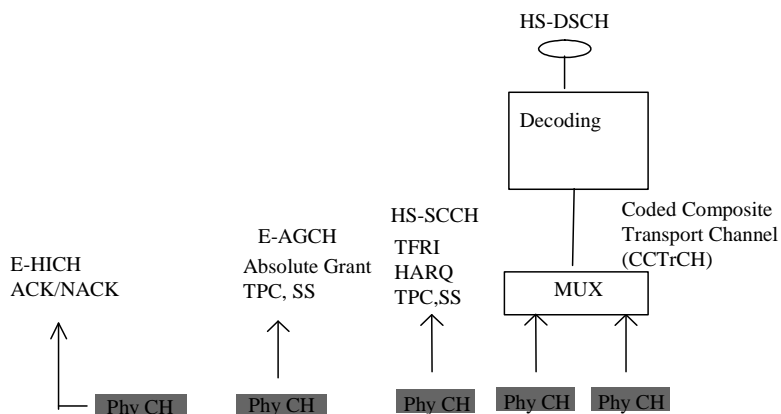 HS-DSCH
Decoding
HS-SCCH
TFRI
HARQ
TPC,SS
Coded Composite
Transport Channel
(CCTrCH)
E-AGCH
Absolute Grant
TPC, SS
E-HICH
ACK/NACK
MUX
Phy CH
Phy CH
Phy CH
Phy CH
Phy CH